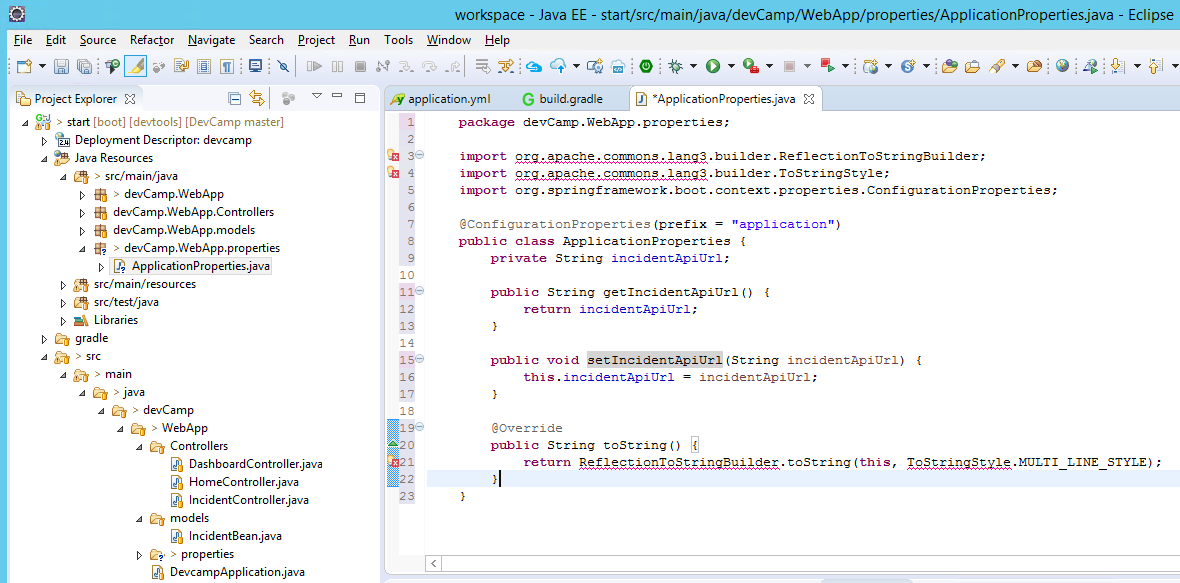 workspace - Java EE - start/src/main/java/devCamp/WebApp/properties/ApplicationProperties.java - Eclipse
File Edit Source Refactor Navigate Search Project Run Tools Window Help
Project Explorer
> start [boot] [devtools] [DevCamp master]
Deployment Descriptor: devcamp
Java Resources
> src/main/java
> devCamp.WebApp
devCamp.WebApp.Controllers
devCamp.WebApp.models
> devCamp.WebApp.properties
ApplicationProperties.java
src/main/resources
src/test/java
Libraries
gradle
> src
> main
> java
> devCamp
> WebApp
Controllers
DashboardController.java
HomeController.java
IncidentController.java
models
IncidentBean.java
> properties
DevcampApplication.java
application.yml build.gradle *ApplicationProperties.java
1 package devCamp.WebApp.properties;
2
3 import org.apache.commons.lang3.builder.ReflectionToStringBuilder;
4 import org.apache.commons.lang3.builder.ToStringStyle;
5 import org.springframework.boot.context.properties.ConfigurationProperties;
6
7 @ConfigurationProperties(prefix = "application")
8 public class ApplicationProperties {
9 private String incidentApiUrl;
10
11 public String getIncidentApiUrl() {
12 return incidentApiUrl;
13 }
14
15 public void setIncidentApiUrl(String incidentApiUrl) {
16 this.incidentApiUrl = incidentApiUrl;
17 }
18
19 @Override
20 public String toString() {
21 return ReflectionToStringBuilder.toString(this, ToStringStyle.MULTI_LINE_STYLE);
22 }
23 }